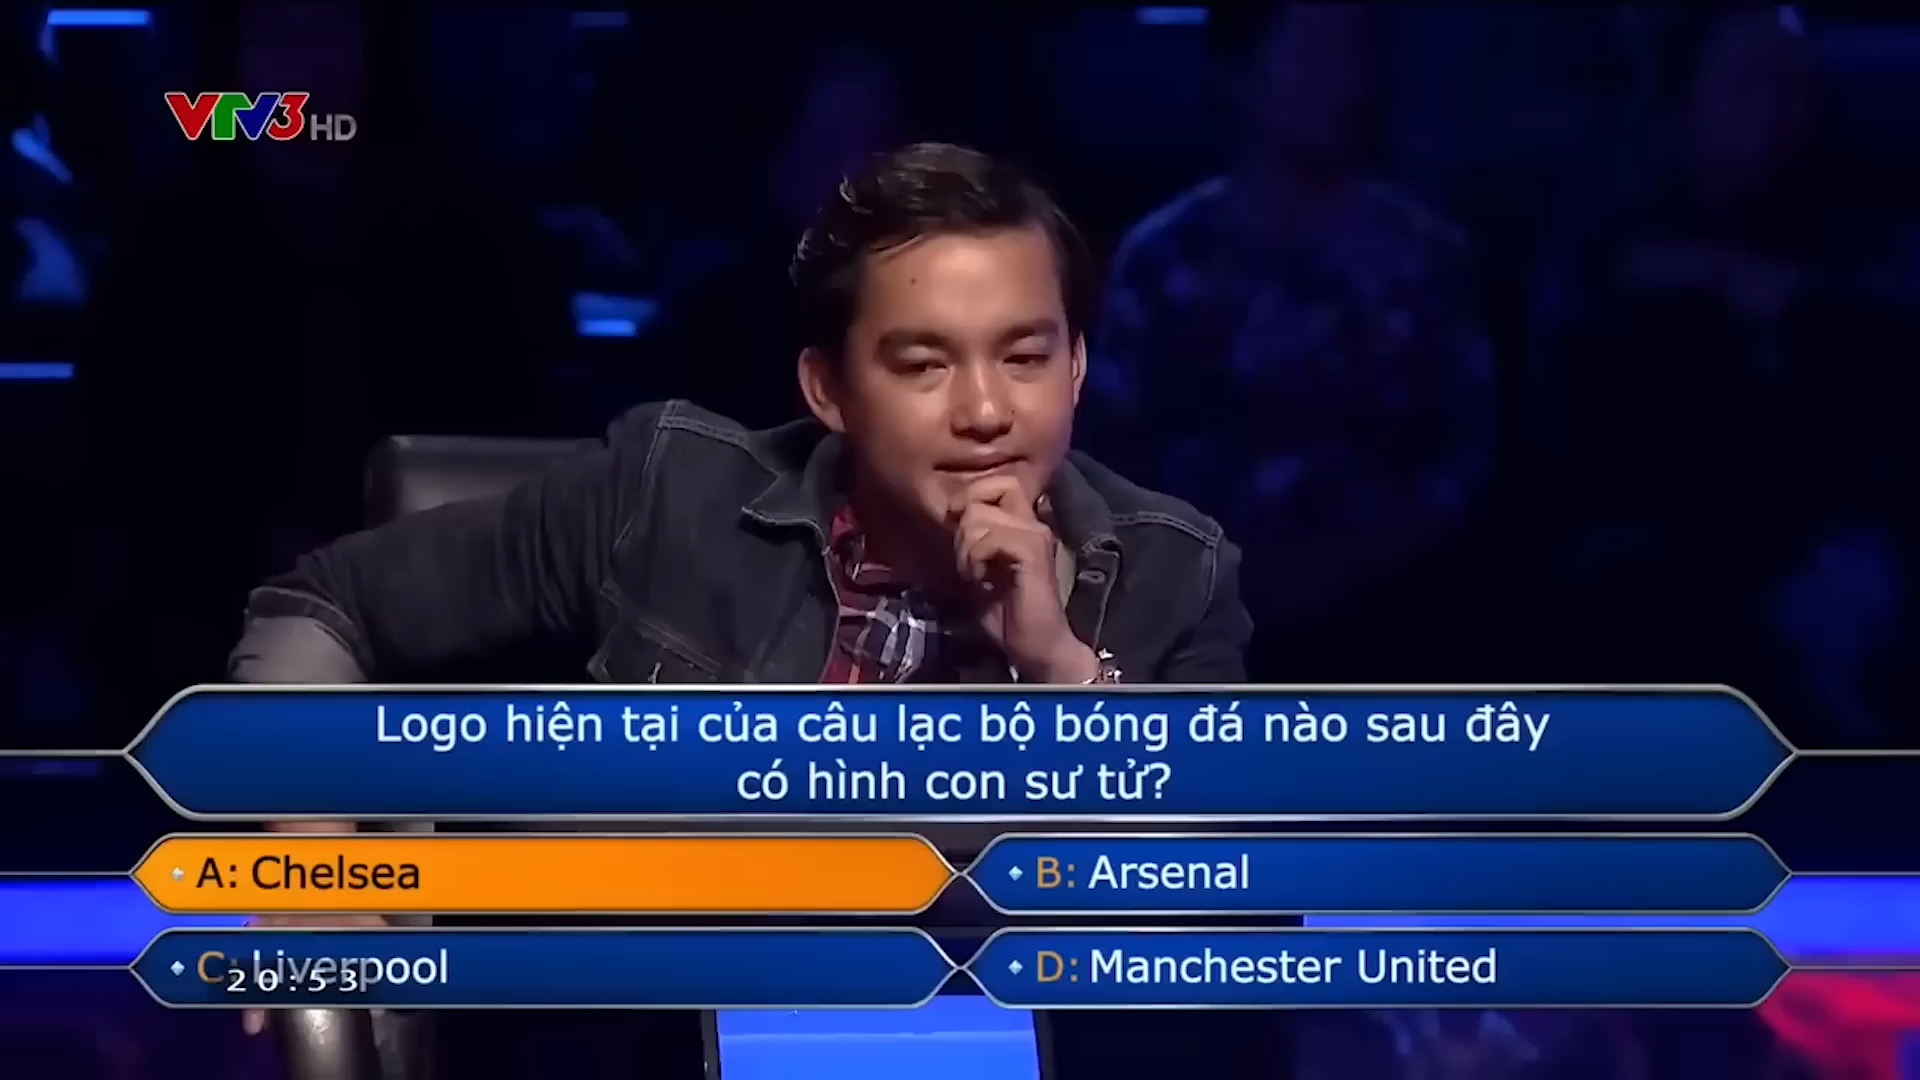 VTV3 HD
Logo hiện tại của câu lạc bộ bóng đá nào sau đây
có hình con sư tử?
A: Chelsea
B: Arsenal
C: Liverpool
20:53
D: Manchester United